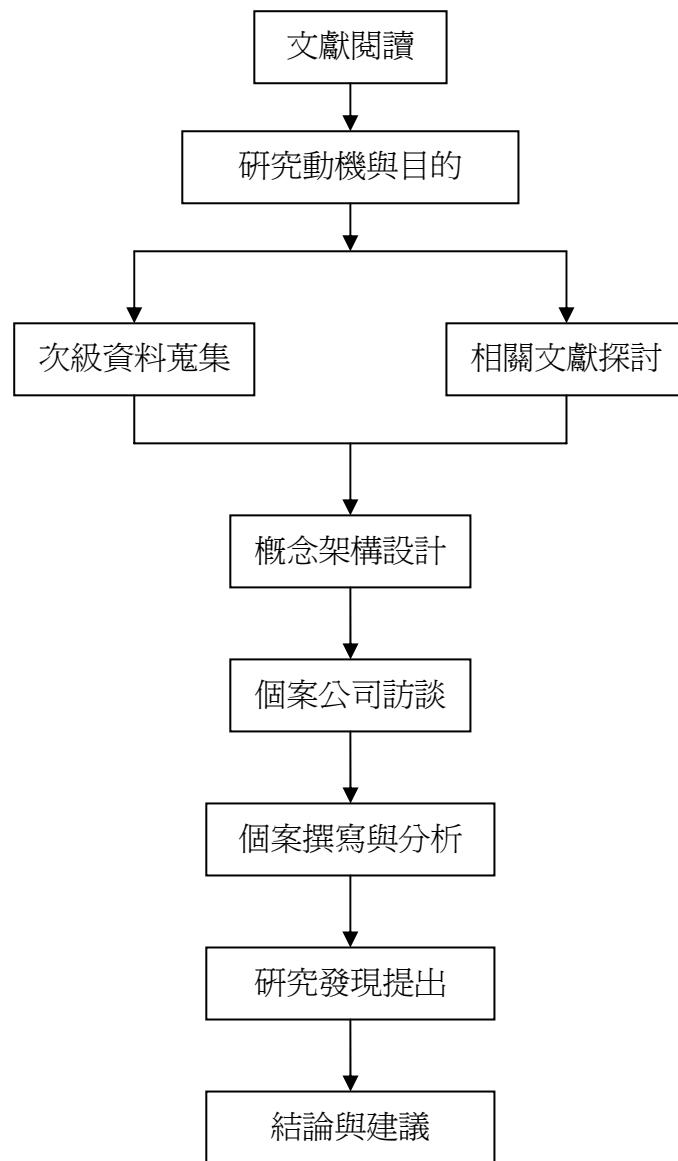 文獻閱讀
研究動機與目的
次級資料蒐集
相關文獻探討
概念架構設計
個案公司訪談
個案撰寫與分析
研究發現提出
結論與建議